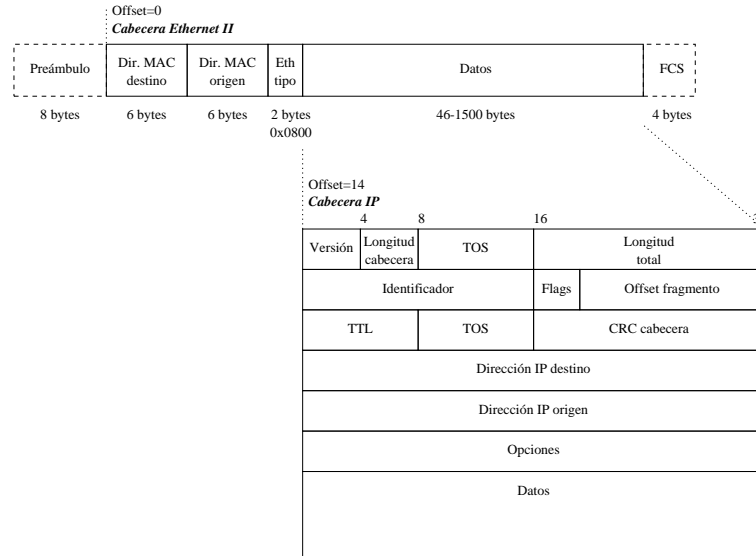 Offset=0
Cabecera Ethernet II
Preámbulo
Dir. MAC
destino
Dir. MAC
origen
Eth
tipo
Datos
FCS
8 bytes
6 bytes
6 bytes
2 bytes
0x0800
46-1500 bytes
4 bytes
Offset=14
Cabecera IP
4
8
16
Versión
Longitud
cabecera
TOS
Longitud
total
Identificador
Flags
Offset fragmento
TTL
TOS
CRC cabecera
Dirección IP destino
Dirección IP origen
Opciones
Datos